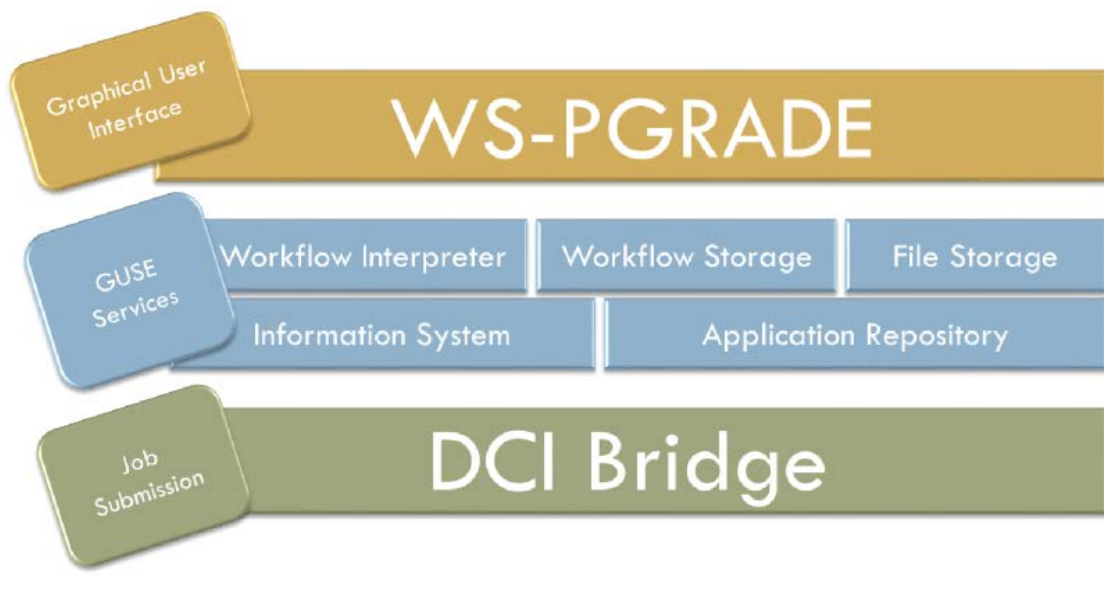 Graphical User
Interface
WS-PGRADE
GUSE
Services
Workflow Interpreter
Workflow Storage
File Storage
Information System
Application Repository
Job
Submission
DCI Bridge